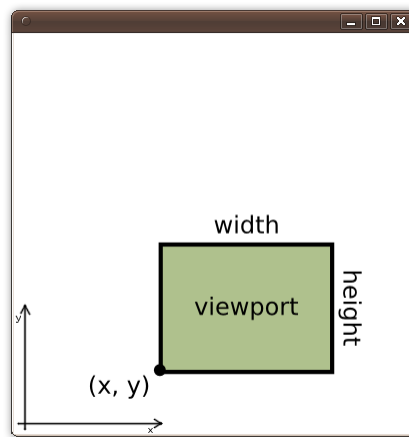 width
viewport
height
(x, y)
y
x